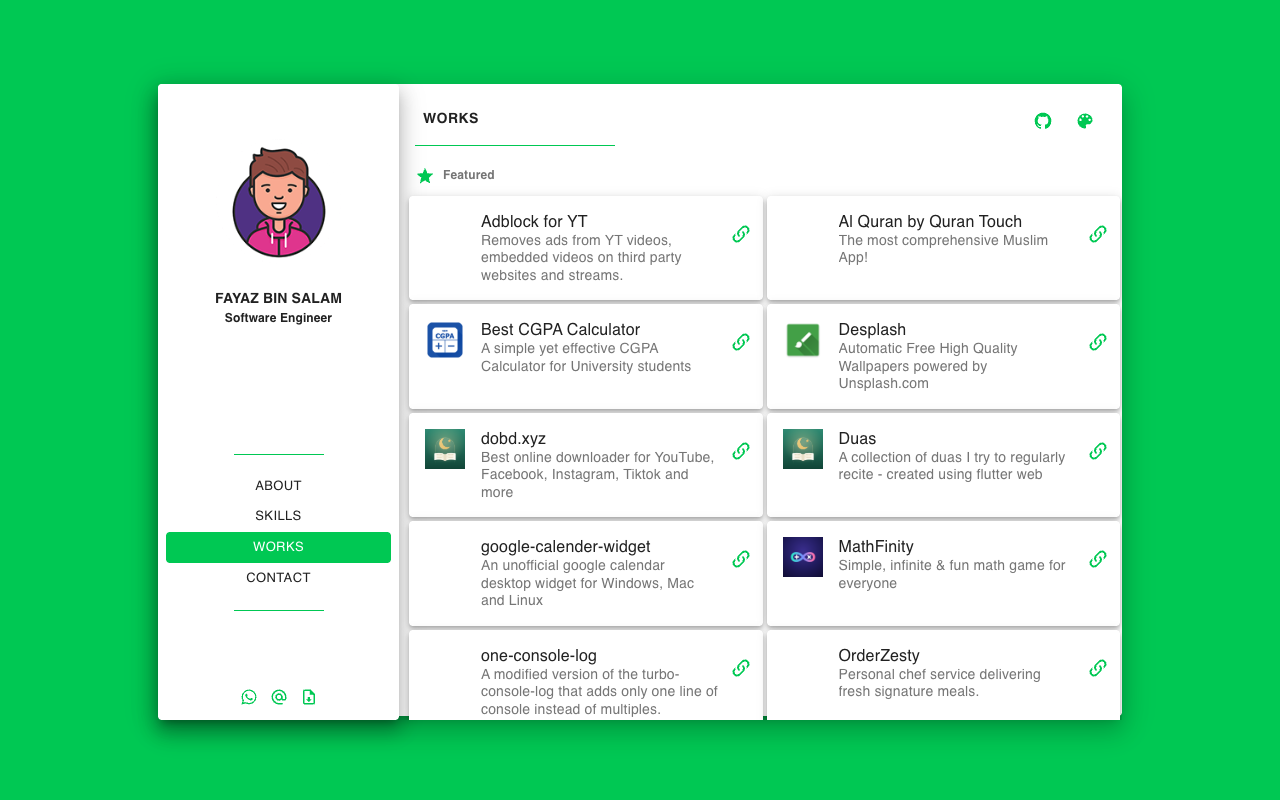 FAYAZ BIN SALAM
Software Engineer
ABOUT
SKILLS
WORKS
CONTACT
WORKS
Featured
Adblock for YT
Removes ads from YT videos,
embedded videos on third party
websites and streams.
Al Quran by Quran Touch
The most comprehensive Muslim
App!
CGPA
Best CGPA Calculator
A simple yet effective CGPA
Calculator for University students
Desplash
Automatic Free High Quality
Wallpapers powered by
Unsplash.com
dobd.xyz
Best online downloader for YouTube,
Facebook, Instagram, Tiktok and
more
Duas
A collection of duas I try to regularly
recite - created using flutter web
google-calender-widget
An unofficial google calendar
desktop widget for Windows, Mac
and Linux
MathFinity
Simple, infinite & fun math game for
everyone
one-console-log
A modified version of the turbo-
console-log that adds only one line of
console instead of multiples.
OrderZesty
Personal chef service delivering
fresh signature meals.